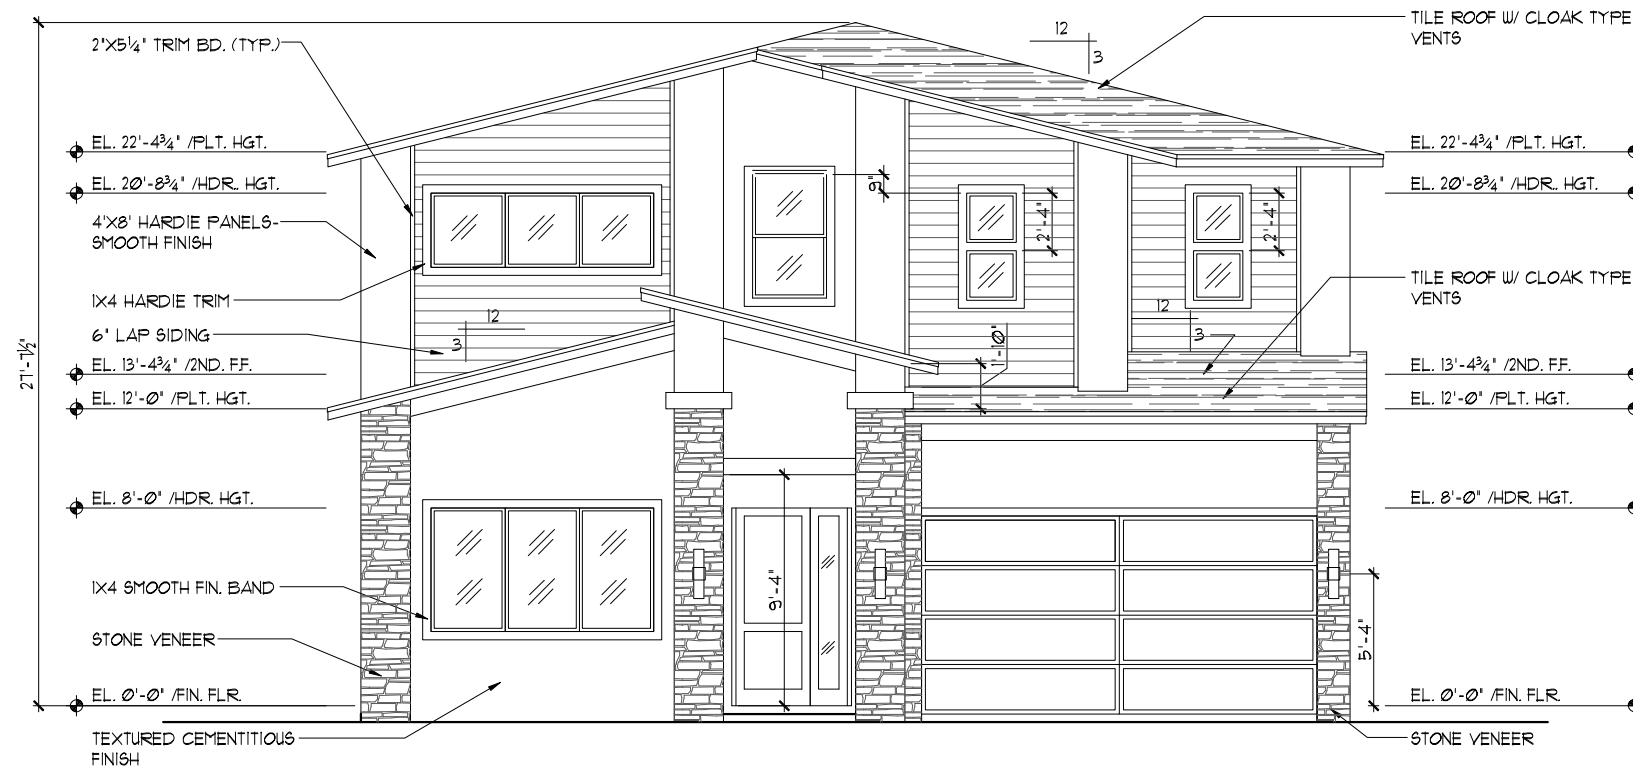 TILE ROOF W/ CLOAK TYPE
VENTS
12
3
2"X5¼" TRIM BD. (TYP.)
EL. 22'-4¾" /PLT. HGT.
EL. 22'-4¾" /PLT. HGT.
EL. 20'-8¾" /HDR.. HGT.
EL. 20'-8¾" /HDR.. HGT.
9"
2'-4"
2'-4"
4'X8' HARDIE PANELS-
SMOOTH FINISH
TILE ROOF W/ CLOAK TYPE
VENTS
1X4 HARDIE TRIM
12
3
12
3
6" LAP SIDING
1'-10"
27'-7½"
EL. 13'-4¾" /2ND. F.F.
EL. 13'-4¾" /2ND. F.F.
EL. 12'-0" /PLT. HGT.
EL. 12'-0" /PLT. HGT.
EL. 8'-0" /HDR. HGT.
EL. 8'-0" /HDR. HGT.
9'-4"
1X4 SMOOTH FIN. BAND
5'-4"
STONE VENEER
EL. 0'-0" /FIN. FLR.
EL. 0'-0" /FIN. FLR.
TEXTURED CEMENTITIOUS
FINISH
STONE VENEER